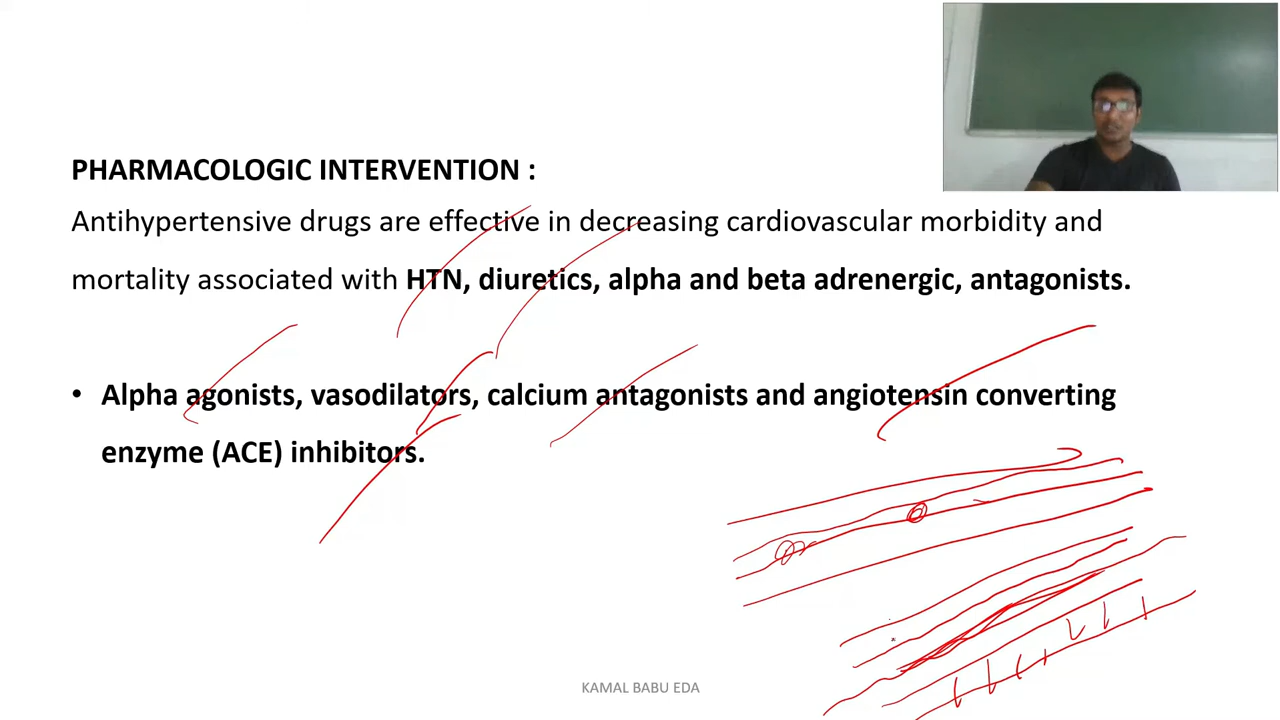 PHARMACOLOGIC INTERVENTION :
Antihypertensive drugs are effective in decreasing cardiovascular morbidity and
mortality associated with HTN, diuretics, alpha and beta adrenergic, antagonists.
• Alpha agonists, vasodilators, calcium antagonists and angiotensin converting
enzyme (ACE) inhibitors.
KAMAL BABU EDA